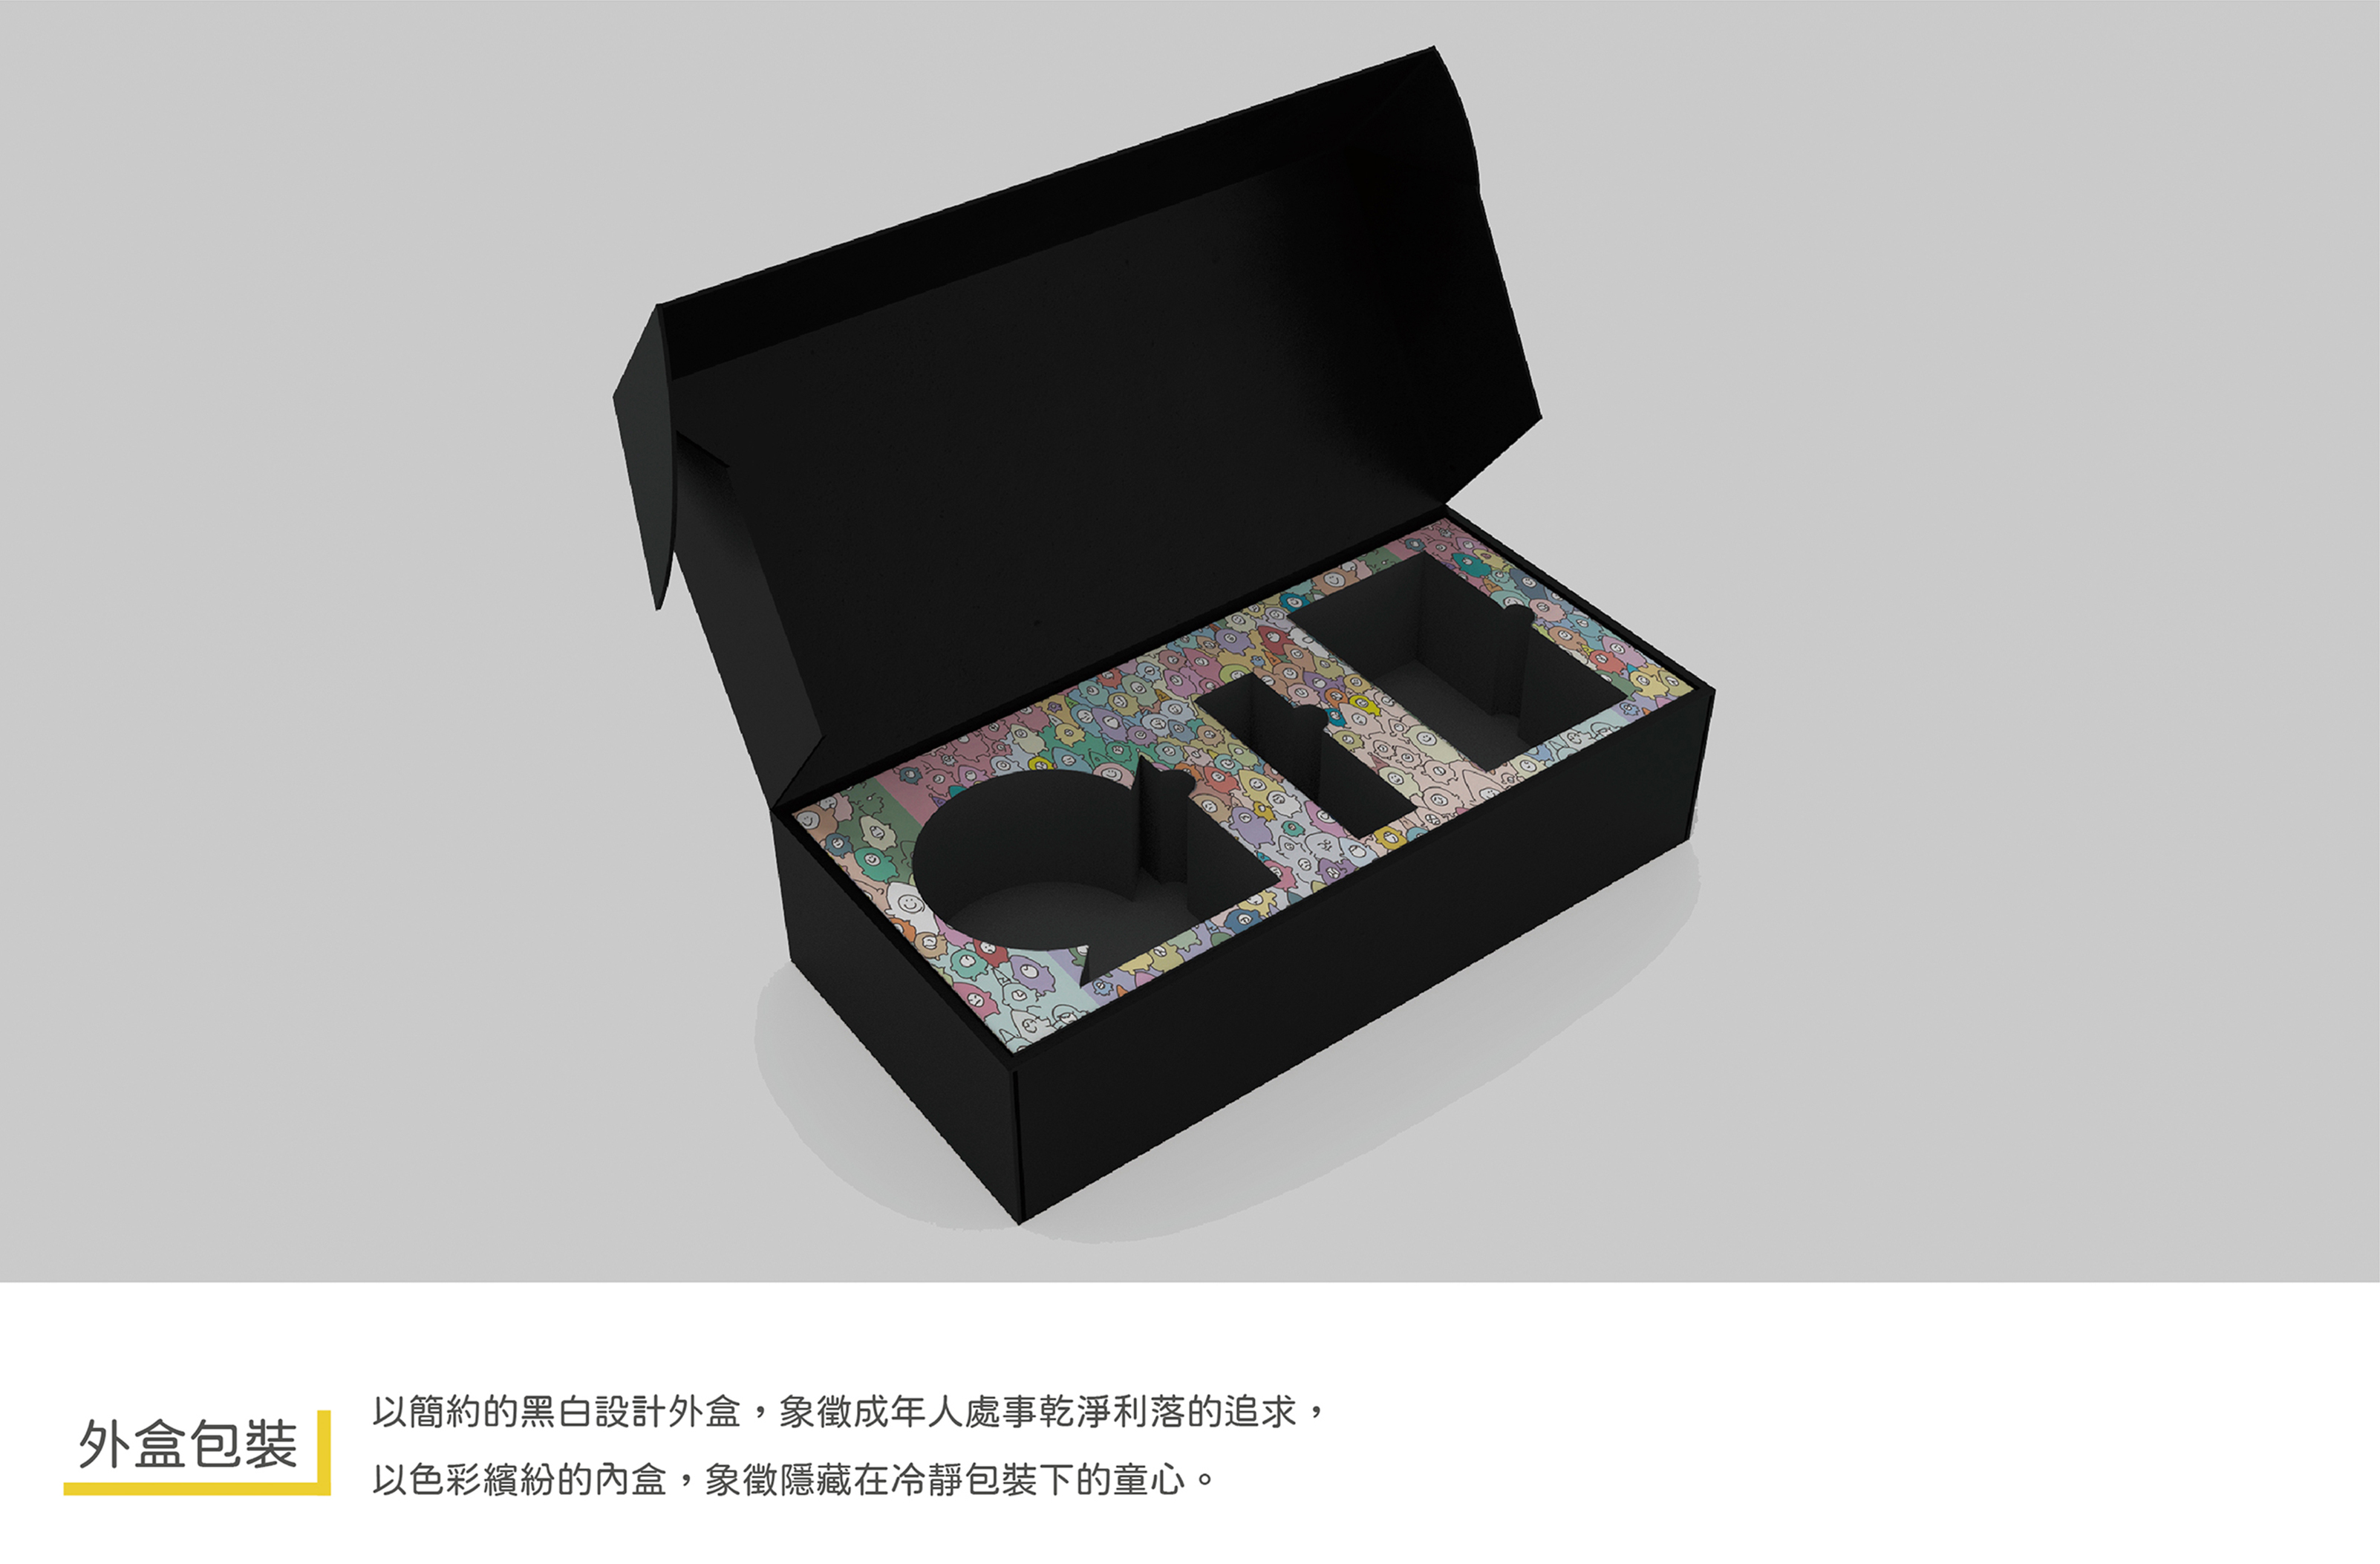 外盒包裝
以簡約的黑白設計外盒，象徵成年人處事乾淨利落的追求，
以色彩繽紛的內盒，象徵隱藏在冷靜包裝下的童心。